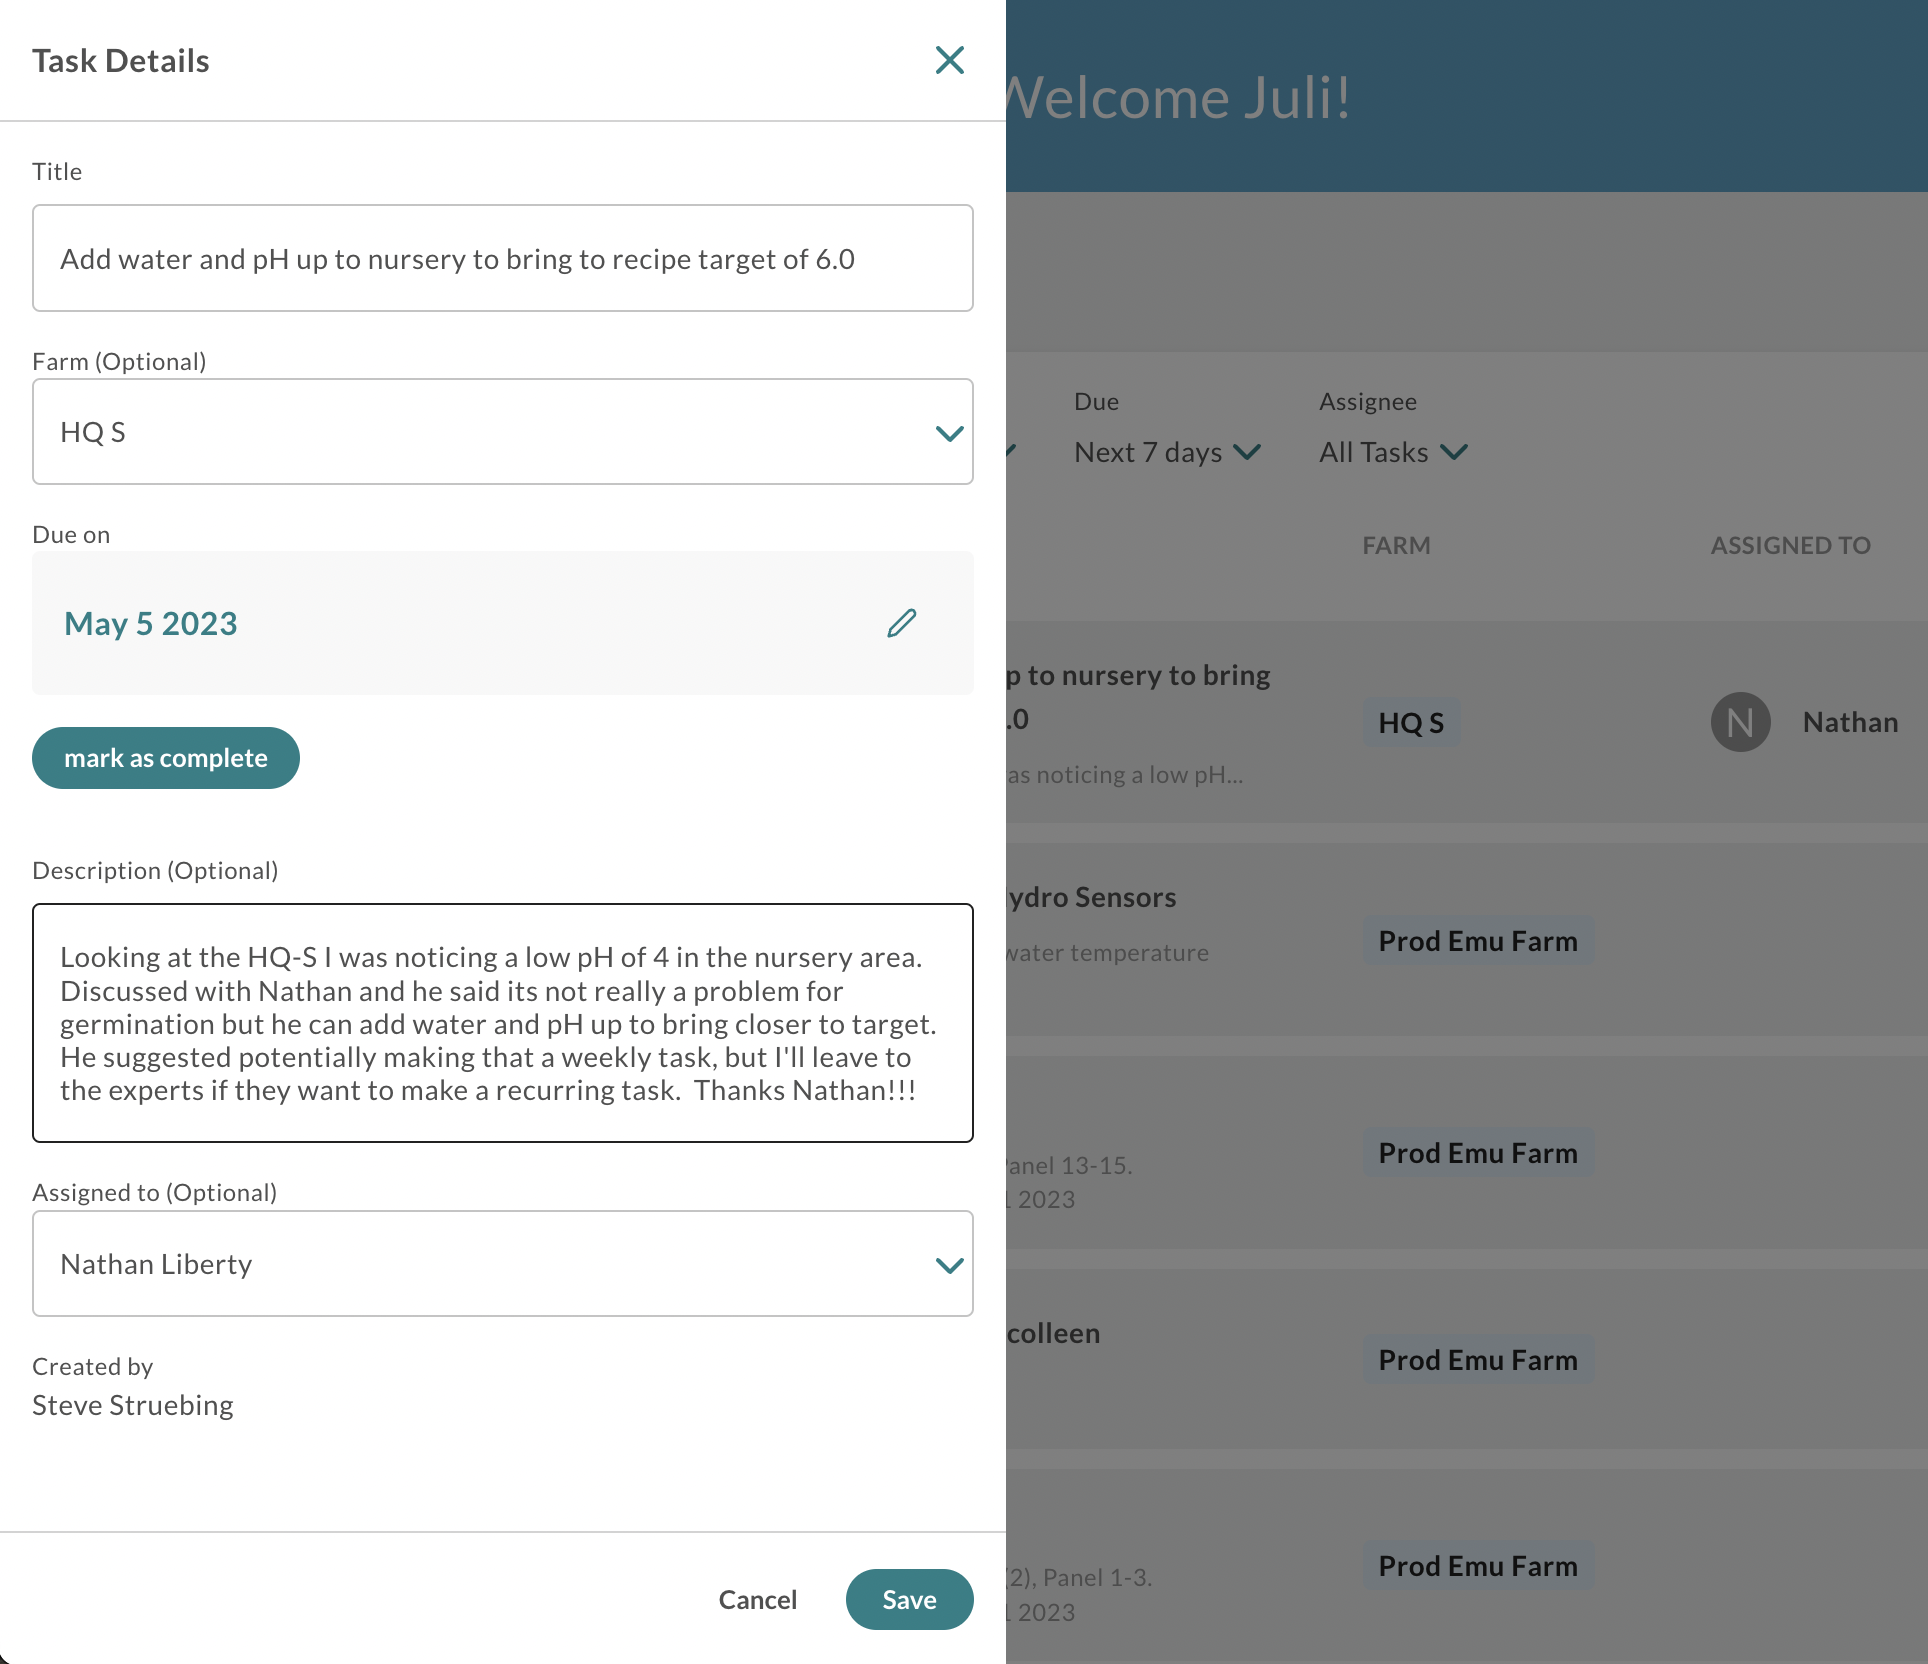 Task Details
Title
Add water and pH up to nursery to bring to recipe target of 6.0
Farm (Optional)
HQ S
Due on
May 5 2023
mark as complete
Description (Optional)
Looking at the HQ-S I was noticing a low pH of 4 in the nursery area.
Discussed with Nathan and he said its not really a problem for
germination but he can add water and pH up to bring closer to target.
He suggested potentially making that a weekly task, but I'll leave to
the experts if they want to make a recurring task.  Thanks Nathan!!!
Assigned to (Optional)
Nathan Liberty
Created by
Steve Struebing
Cancel
Save
Welcome Juli!
Due
Assignee
Next 7 days
All Tasks
FARM
ASSIGNED TO
p to nursery to bring
.0
as noticing a low pH...
HQ S
N
Nathan
ydro Sensors
water temperature
Prod Emu Farm
anel 13-15.
2023
Prod Emu Farm
colleen
Prod Emu Farm
(2), Panel 1-3.
2023
Prod Emu Farm